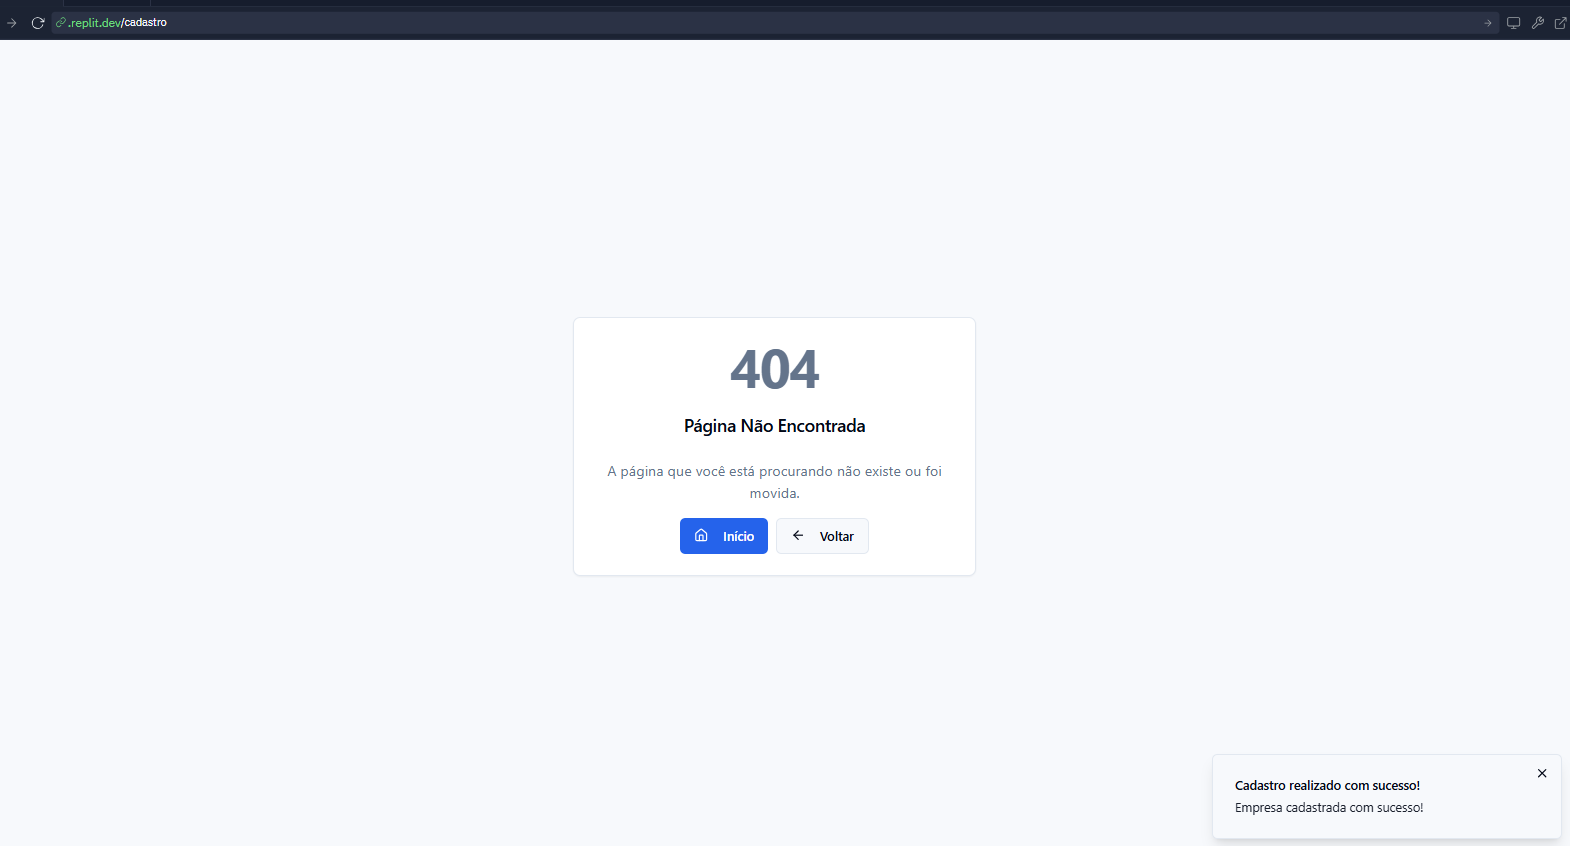 .replit.dev/cadastro
404
Página Não Encontrada
A página que você está procurando não existe ou foi
movida.
Início
Voltar
Cadastro realizado com sucesso!
Empresa cadastrada com sucesso!